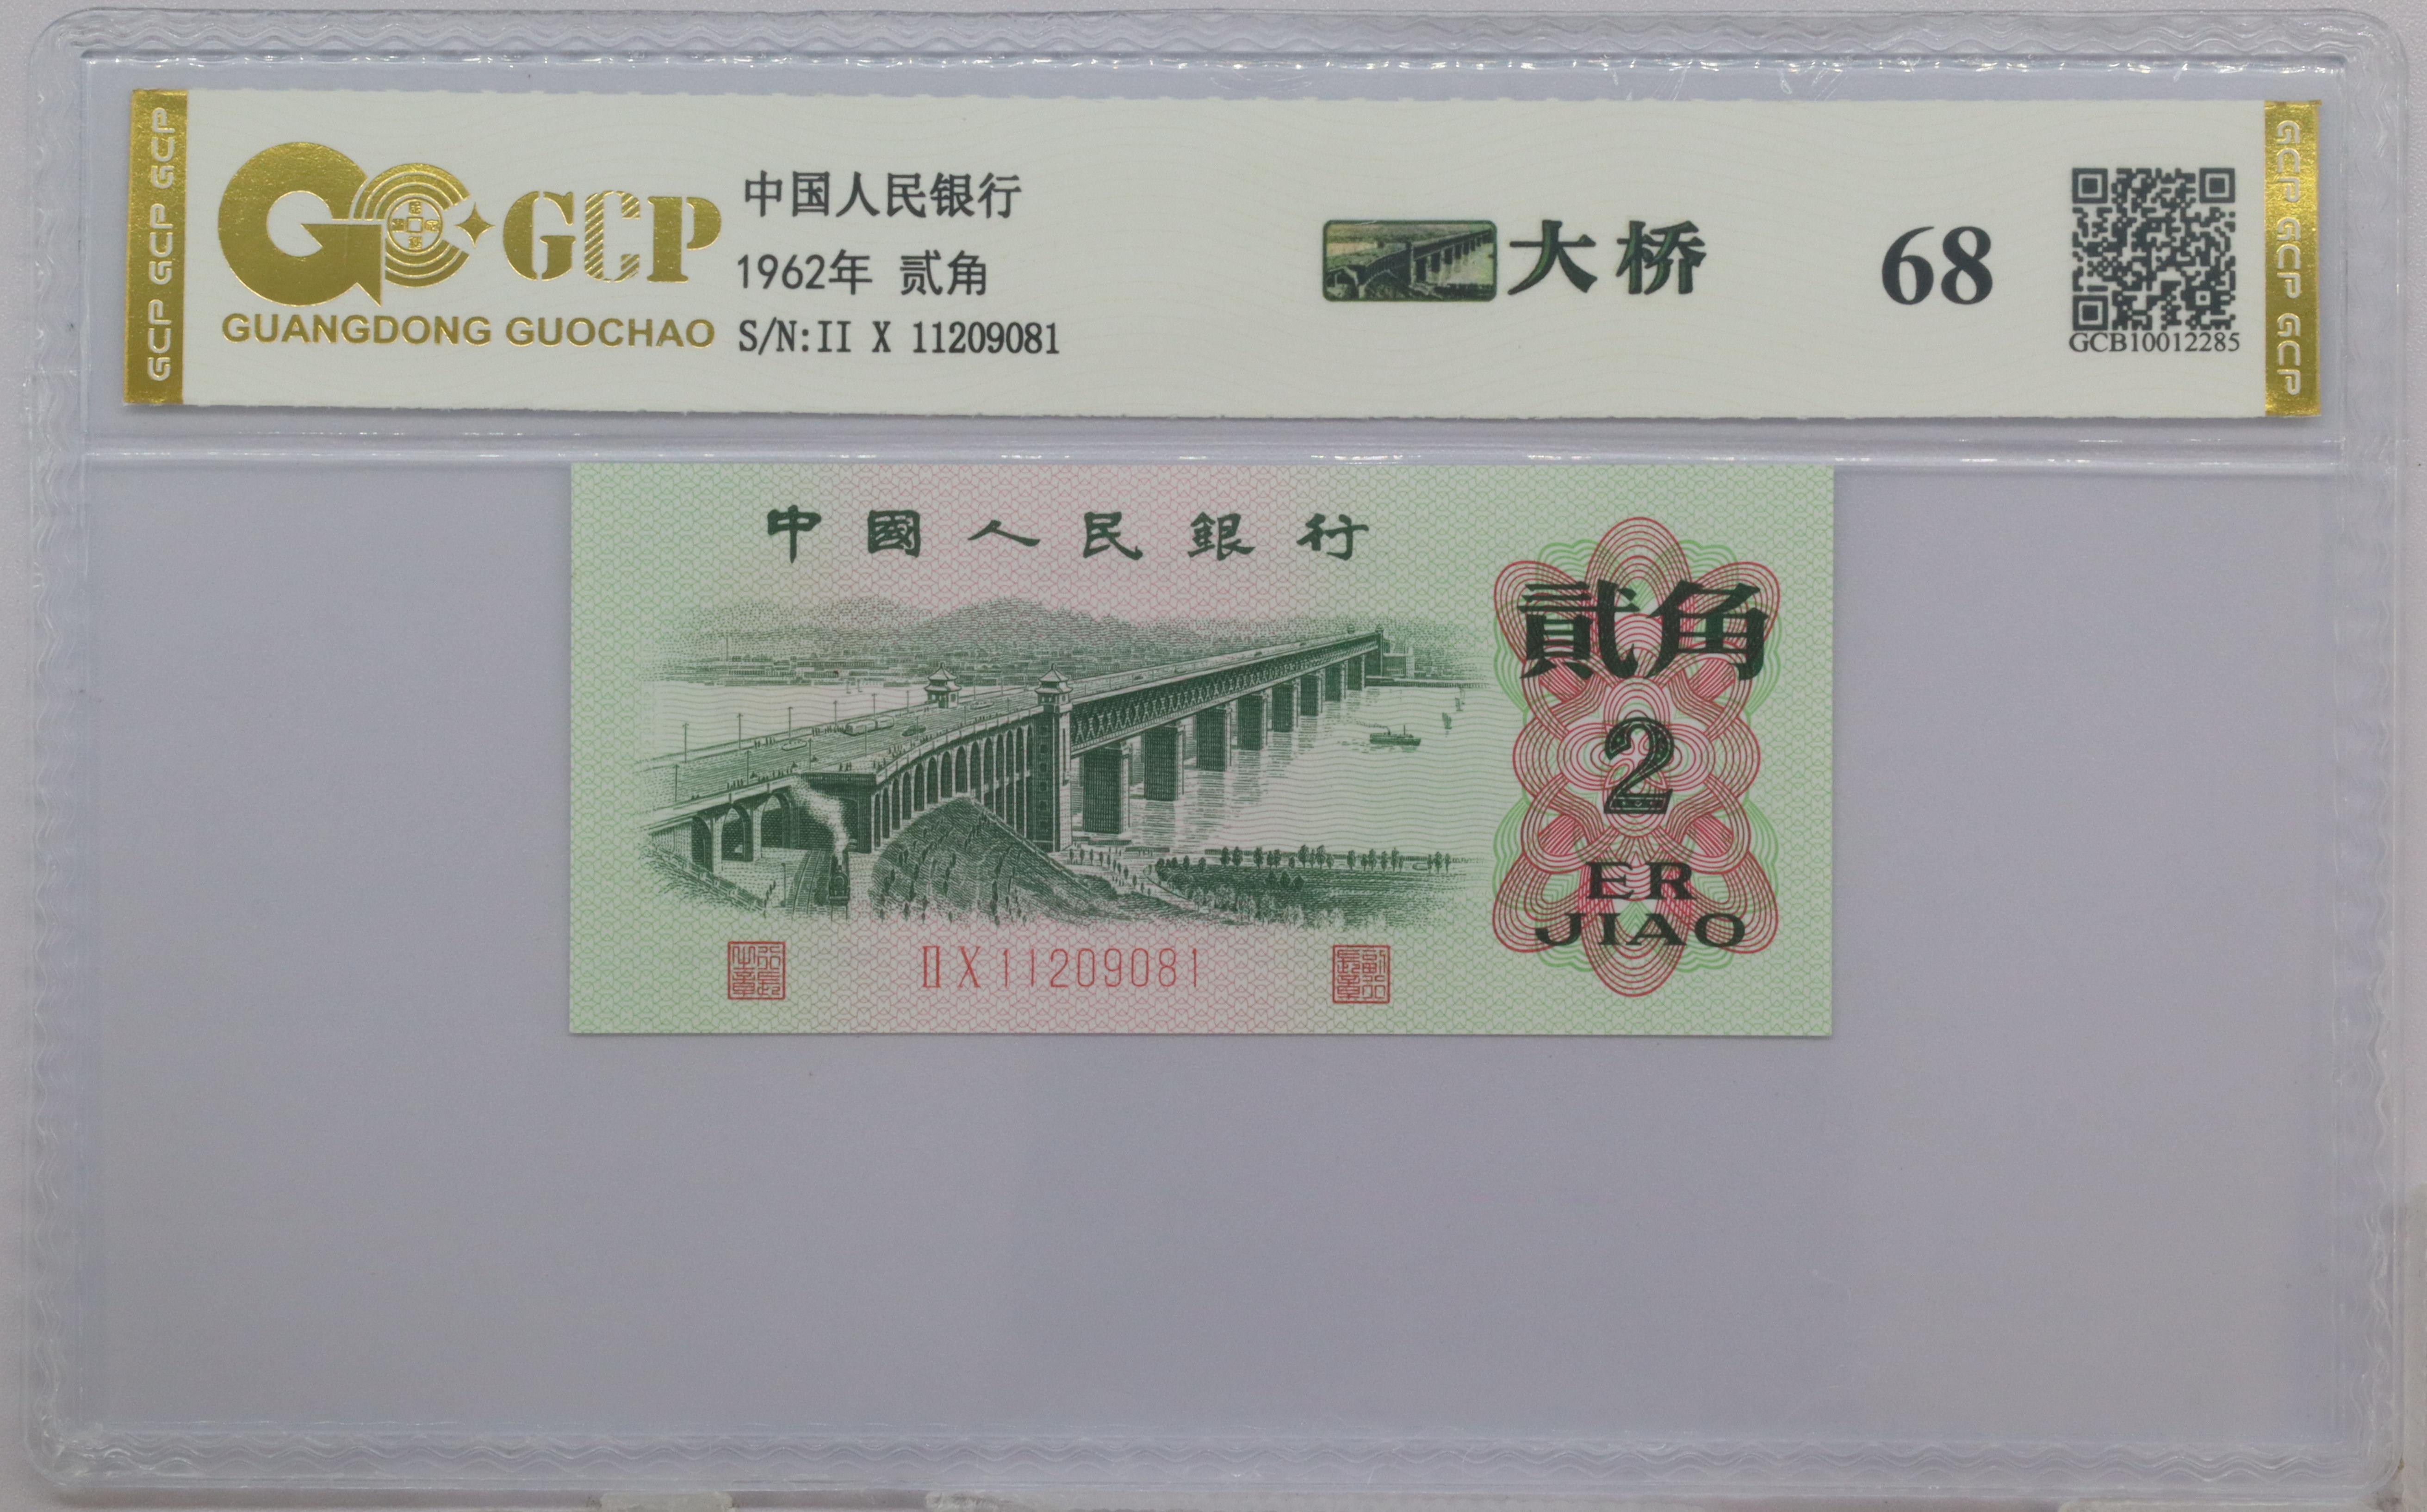 GCP GCP GCP
GCP
GUANGDONG GUOCHAO
中国人民银行
1962年 贰角
S/N:II X 11209081
大桥
68
GCB10012285
GCP GCP GCP
中國人民銀行
貳角
2
ER
JIAO
II X 11209081